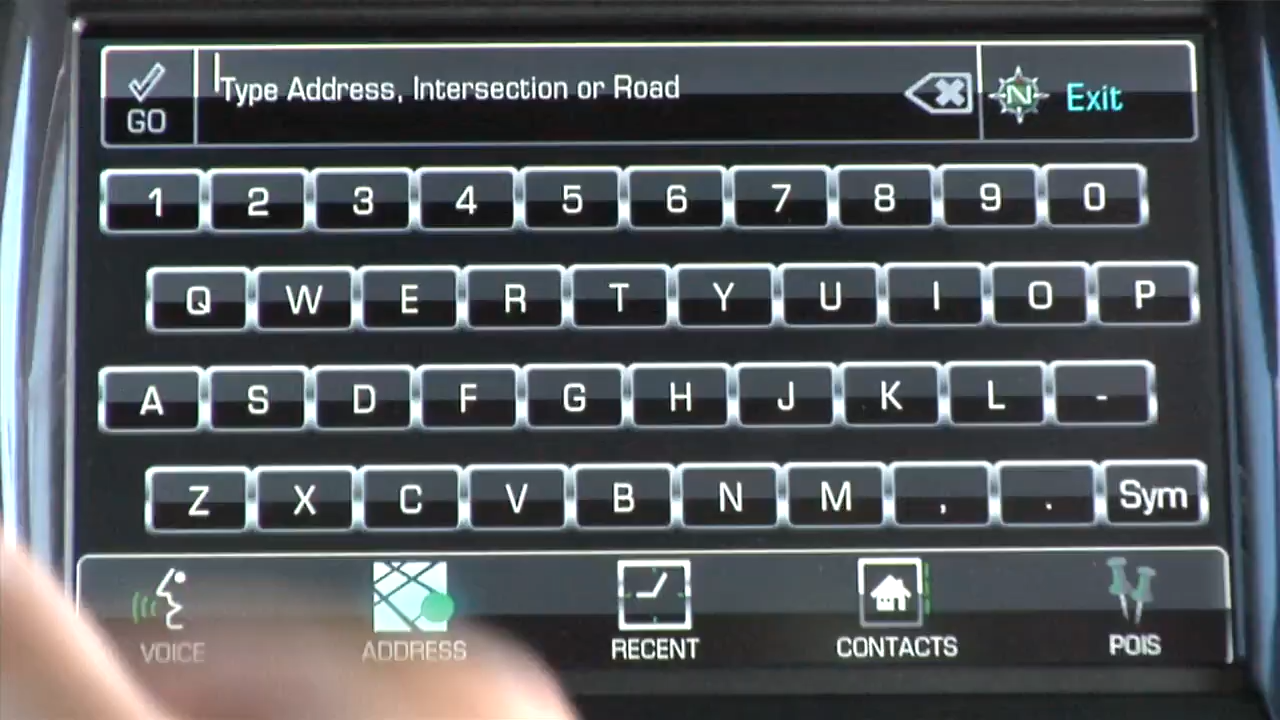 GO Type Address, Intersection or Road N Exit
1 2 3 4 5 6 7 8 9 0
Q W E R T Y U I O P
A S D F G H J K L -
Z X C V B N M , . Sym
VOICE ADDRESS RECENT CONTACTS POIS